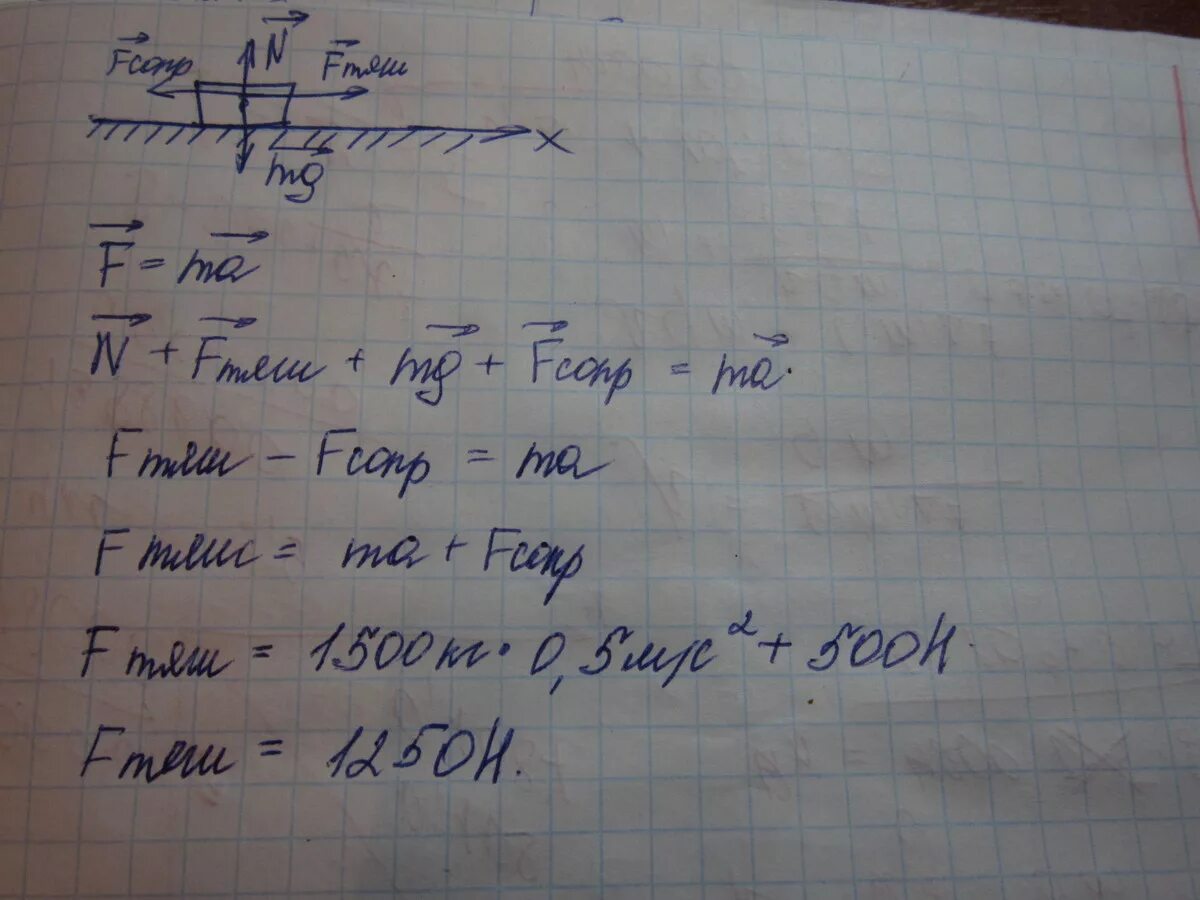 Fсопр N Fтяги
X
mg
F = ma
N + Fтяги + mg + Fсопр = ma.
Fтяги – Fсопр = ma
Fтяги = ma + Fсопр
Fтяги = 1500кг · 0,5м/с² + 500Н.
Fтяги = 1250Н.